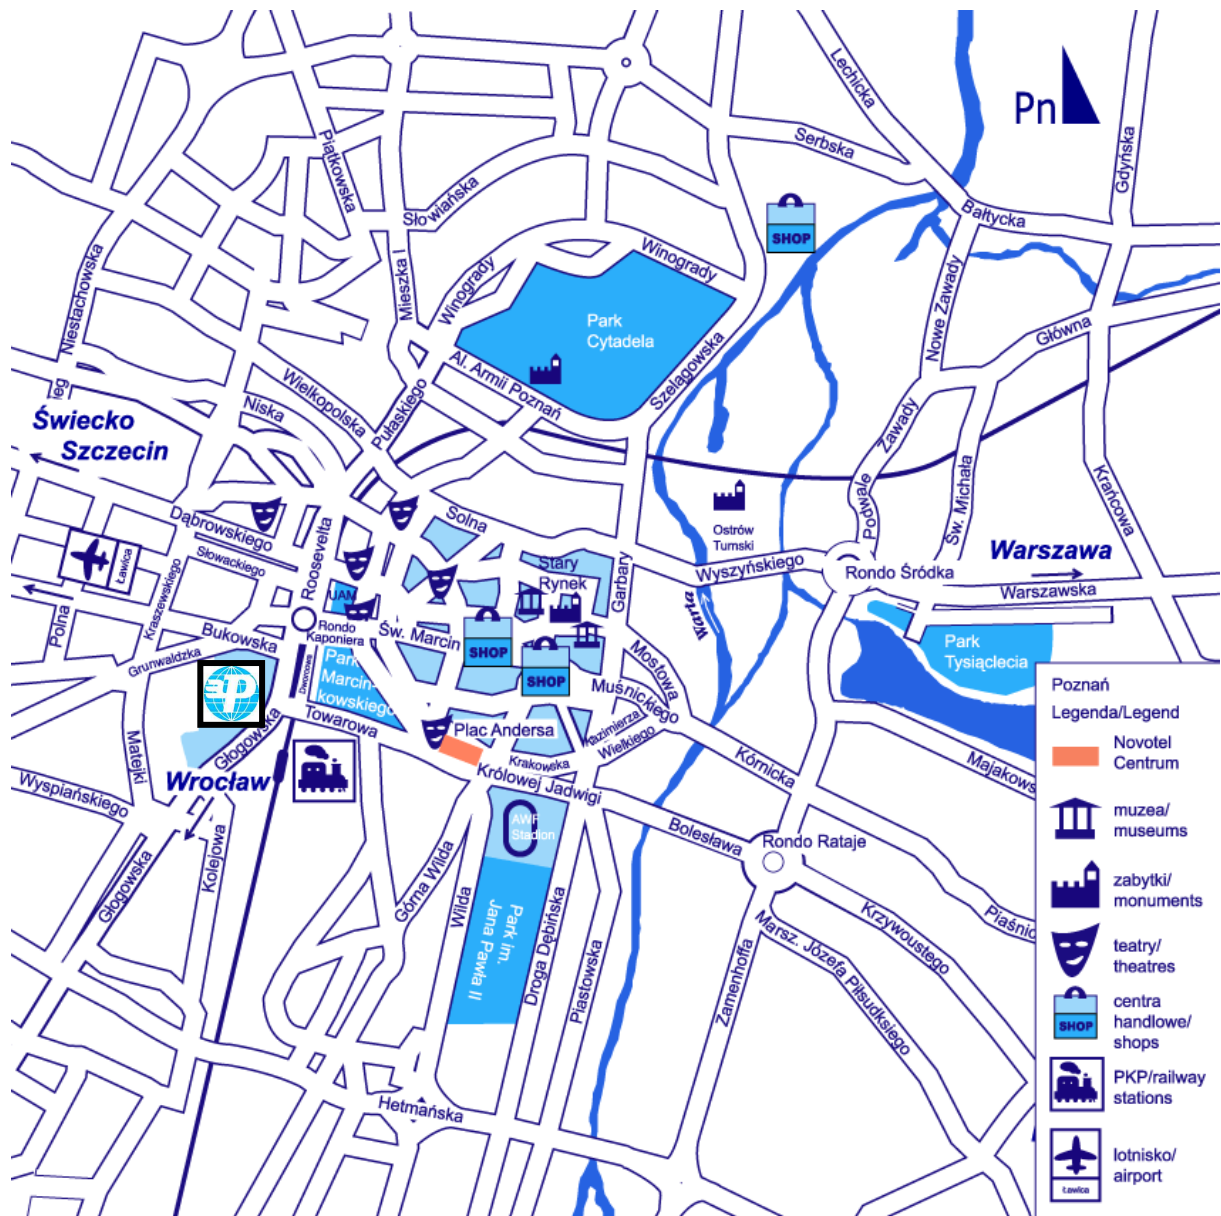 Lechicka
Pn
Serbska
Gdyńska
Piątkowska
Słowiańska
Bałtycka
SHOP
Winogrady
Winogrady
Niestachowska
Mieszka I
Nowe Zawady
Park
Cytadela
Główna
Szelągowska
Al. Armii Poznań
Wielkopolska
Niska
Pułaskiego
Świecko
Szczecin
Zawady
Św. Michała
Krańcowa
Podwale
Solna
Ostrów
Tumski
Dąbrowskiego
Roosevelta
Słowackiego
Ławica
Stary
Rynek
Garbary
Wyszyńskiego
Rondo Śródka
Warszawa
Warszawska
Kraszewskiego
Polna
UAM
Warta
Bukowska
Rondo
Kaponiera
Św. Marcin
SHOP
SHOP
Mostowa
Park
Tysiąclecia
Grunwaldzka
Dworcowa
Park
Marcin-
kowskiego
Muśnickiego
Głogowska
Towarowa
Plac Andersa
Kazimierza
Wielkiego
Krakowska
Królowej Jadwigi
Kórnicka
Majakows
Matejki
Wrocław
Wyspiańskiego
AWF
Stadion
Bolesława
Rondo Rataje
Kolejowa
Głogowska
Górna Wilda
Wilda
Park im.
Jana Pawła II
Droga Dębińska
Piastowska
Zamenhoffa
Marsz. Józefa Piłsudksiego
Krzywoustego
Piaśnic
Hetmańska
Poznań
Legenda/Legend
Novotel
Centrum
muzea/
museums
zabytki/
monuments
teatry/
theatres
centra
handlowe/
shops
SHOP
PKP/railway
stations
lotnisko/
airport
Ławica